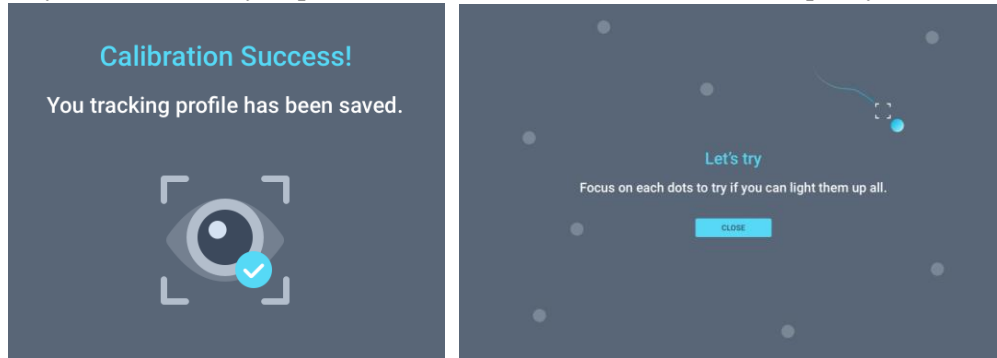 Calibration Success!
You tracking profile has been saved.
Let's try
Focus on each dots to try if you can light them up all.
CLOSE